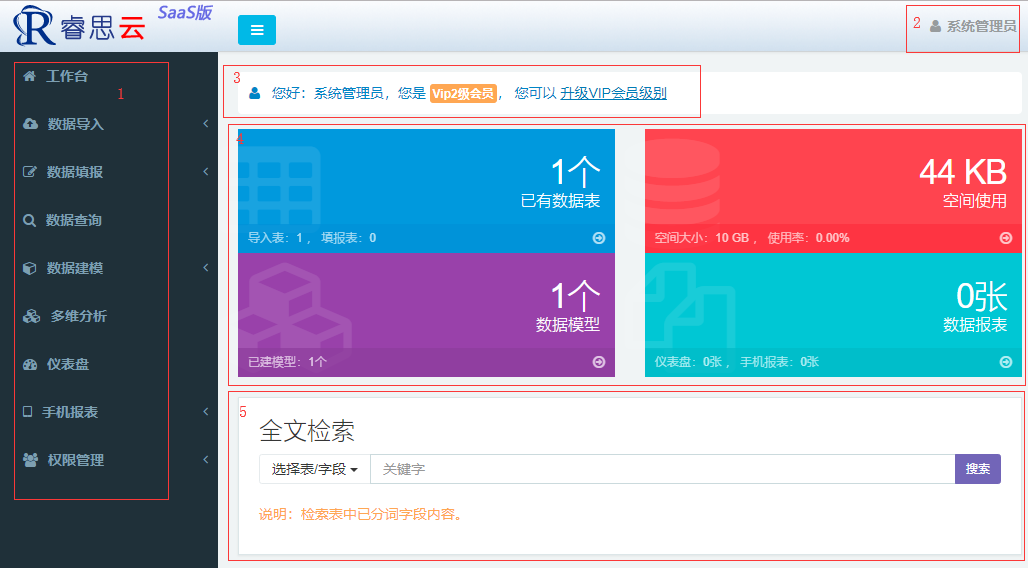 R 睿思云 SaaS版
2 系统管理员
1
工作台
数据导入
数据填报
数据查询
数据建模
多维分析
仪表盘
手机报表
权限管理
3
您好：系统管理员，您是 Vip2级会员， 您可以 升级VIP会员级别
4
1个
已有数据表
导入表：1 ， 填报表：0
44 KB
空间使用
空间大小：10 GB ， 使用率：0.00%
1个
数据模型
已建模型：1个
0张
数据报表
仪表盘：0张 ， 手机报表：0张
5
全文检索
选择表/字段 关键字 搜索
说明：检索表中已分词字段内容。